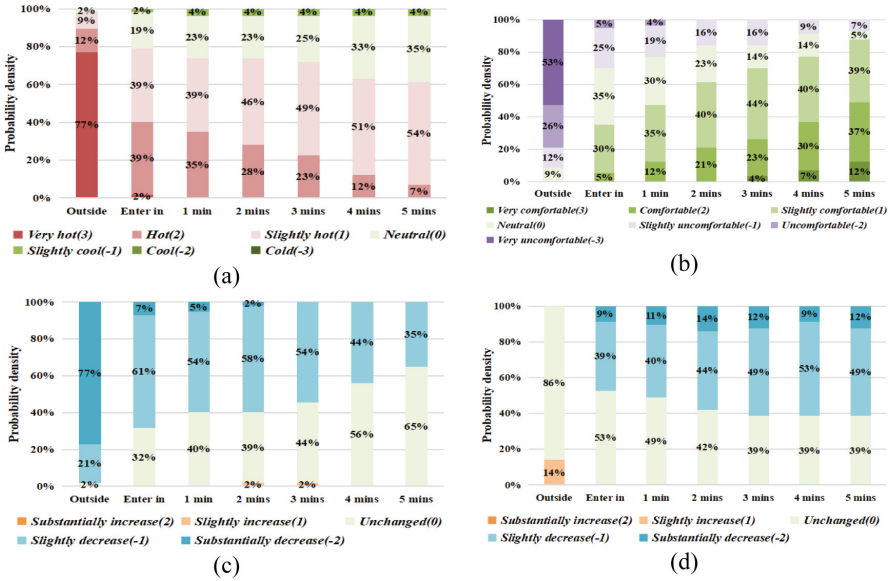 100%
80%
60%
40%
20%
0%
Probability density
2% 2% 4% 4% 4% 4% 4%
9% 19% 23% 23% 25% 33% 35%
12% 39% 39% 46% 49% 51% 54%
77% 39% 35% 28% 23% 12% 7%
2%
Outside Enter in 1 min 2 mins 3 mins 4 mins 5 mins
Very hot(3) Hot(2) Slightly hot(1) Neutral(0)
Slightly cool(-1) Cool(-2) Cold(-3)
(a)
100%
80%
60%
40%
20%
0%
Probability density
53% 5% 4% 16% 16% 9% 7%
26% 25% 19% 23% 14% 14% 5%
12% 35% 30% 40% 44% 40% 39%
9% 30% 35% 21% 23% 30% 37%
5% 12% 4% 7% 12%
Outside Enter in 1 min 2 mins 3 mins 4 mins 5 mins
Very comfortable(3) Comfortable(2) Slightly comfortable(1)
Neutral(0) Slightly uncomfortable(-1) Uncomfortable(-2)
Very uncomfortable(-3)
(b)
100%
80%
60%
40%
20%
0%
Probability density
77% 7% 5% 2% 54% 44% 35%
21% 61% 54% 58% 44% 56% 65%
2% 32% 40% 39% 2%
2%
Outside Enter in 1 min 2 mins 3 mins 4 mins 5 mins
Substantially increase(2) Slightly increase(1) Unchanged(0)
Slightly decrease(-1) Substantially decrease(-2)
(c)
100%
80%
60%
40%
20%
0%
Probability density
86% 9% 11% 14% 12% 9% 12%
14% 39% 40% 44% 49% 53% 49%
53% 49% 42% 39% 39% 39%
Outside Enter in 1 min 2 mins 3 mins 4 mins 5 mins
Substantially increase(2) Slightly increase(1) Unchanged(0)
Slightly decrease(-1) Substantially decrease(-2)
(d)